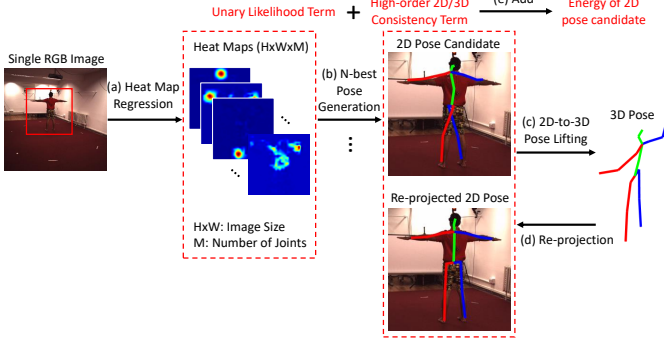 Unary Likelihood Term
+
High-order 2D/3D
Consistency Term
(e) Add
Energy of 2D
pose candidate
Single RGB Image
(a) Heat Map
Regression
Heat Maps (HxWxM)
HxW: Image Size
M: Number of Joints
(b) N-best
Pose
Generation
2D Pose Candidate
(c) 2D-to-3D
Pose Lifting
3D Pose
Re-projected 2D Pose
(d) Re-projection